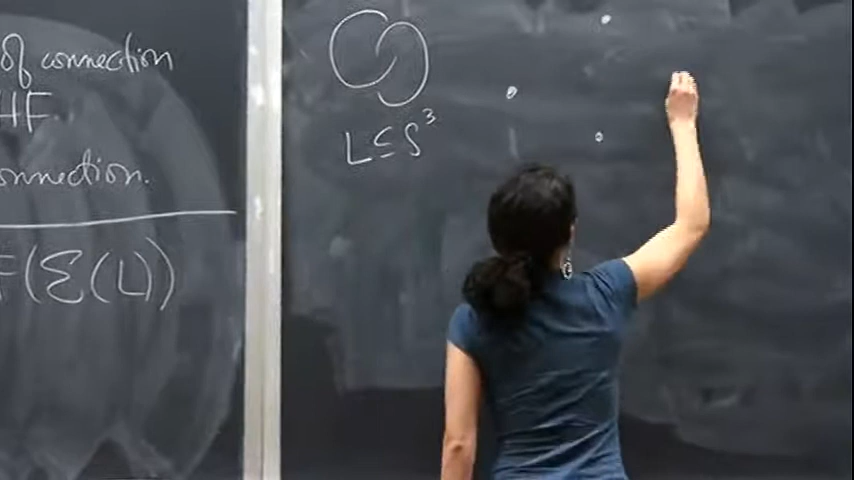 of connection
HF
connection.
F(Σ(L))
L ⊆ S³